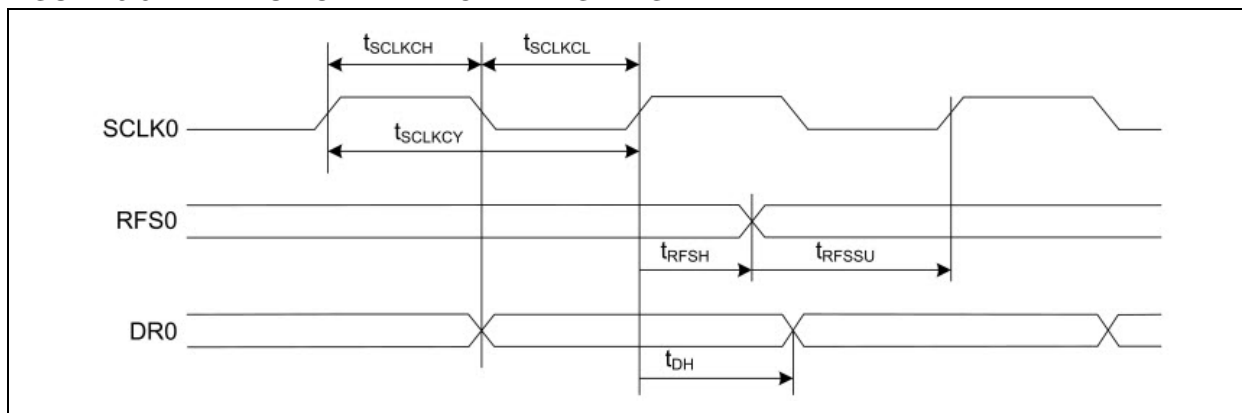 tSCLKCH
tSCLKCL
SCLK0
tSCLKCY
RFS0
tRFSH
tRFSSU
DR0
tDH